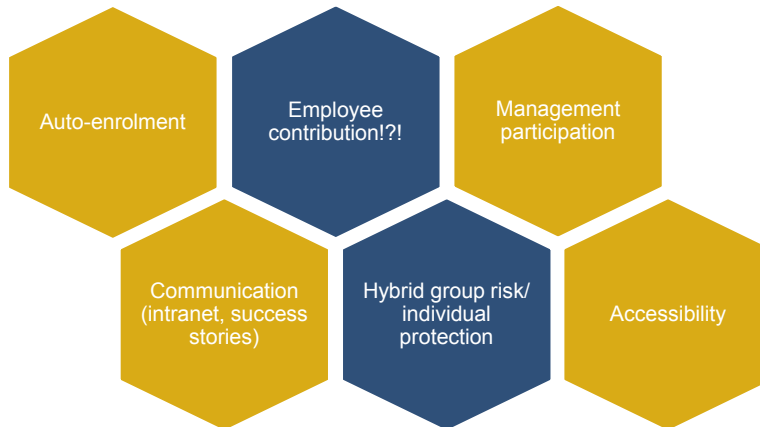 Auto-enrolment
Employee
contribution!?!
Management
participation
Communication
(intranet, success
stories)
Hybrid group risk/
individual
protection
Accessibility